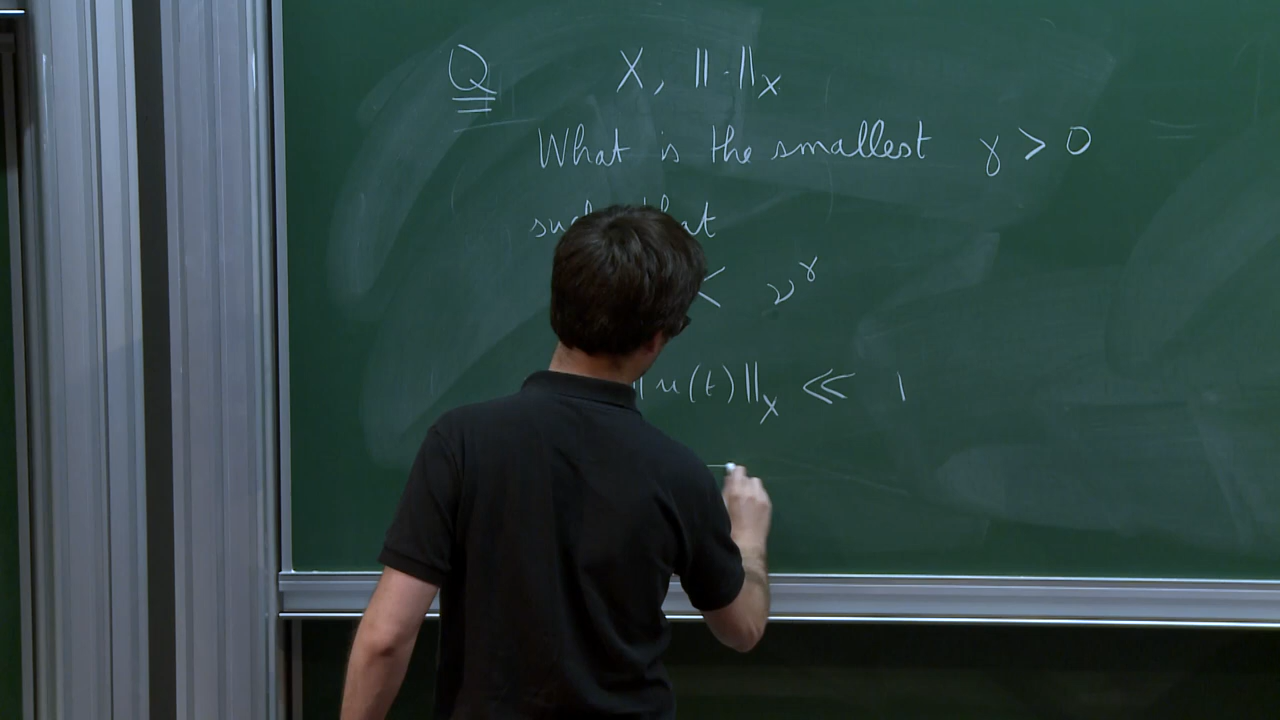 Q X, ‖·‖_X
What is the smallest γ > 0
such that
< ν^γ
‖u(t)‖_X ≪ 1